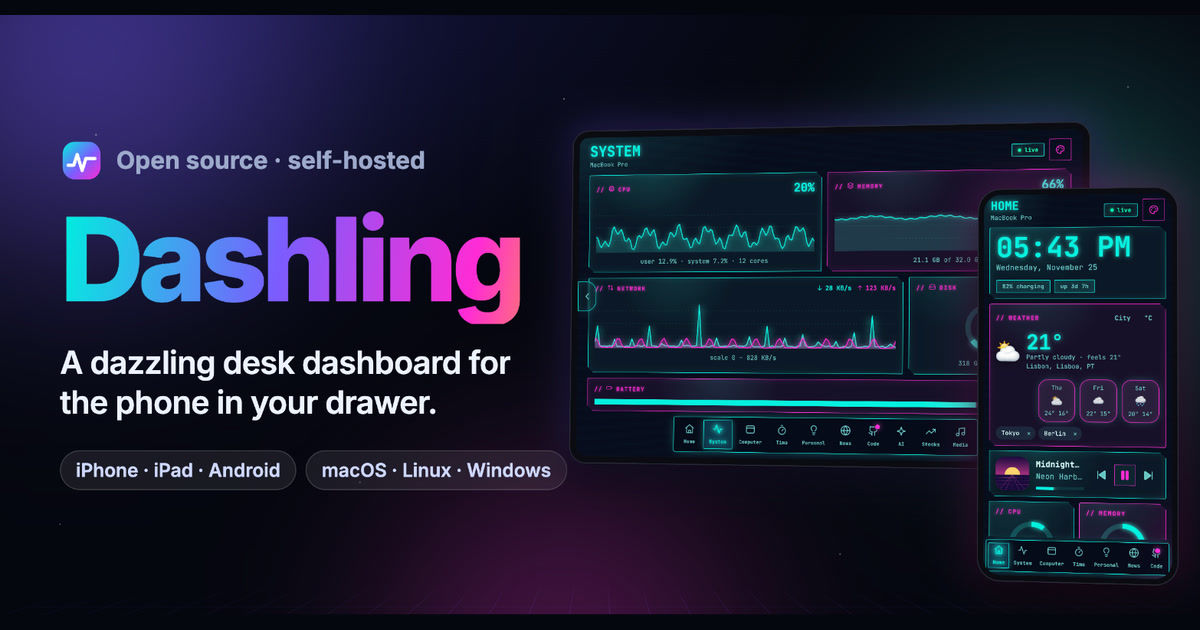 Open source · self-hosted
Dashling
A dazzling desk dashboard for
the phone in your drawer.
iPhone · iPad · Android
macOS · Linux · Windows
SYSTEM
MacBook Pro
live
// CPU
20%
user 12.9% · system 7.2% · 12 cores
// MEMORY
66%
21.1 GB of 32.0
// NETWORK
↓ 28 KB/s ↑ 123 KB/s
scale 0 – 828 KB/s
// DISK
318
// BATTERY
Home
System
Computer
Time
Personal
News
Code
AI
Stocks
Media
HOME
MacBook Pro
live
05:43 PM
Wednesday, November 25
82% charging
up 3d 7h
// WEATHER
City
°C
21°
Partly cloudy · feels 21°
Lisbon, Lisboa, PT
Thu
Fri
Sat
24° 16°
22° 15°
20° 14°
Tokyo ×
Berlin ×
Midnight…
Neon Harb…
// CPU
// MEMORY
Home
System
Computer
Time
Personal
News
Code